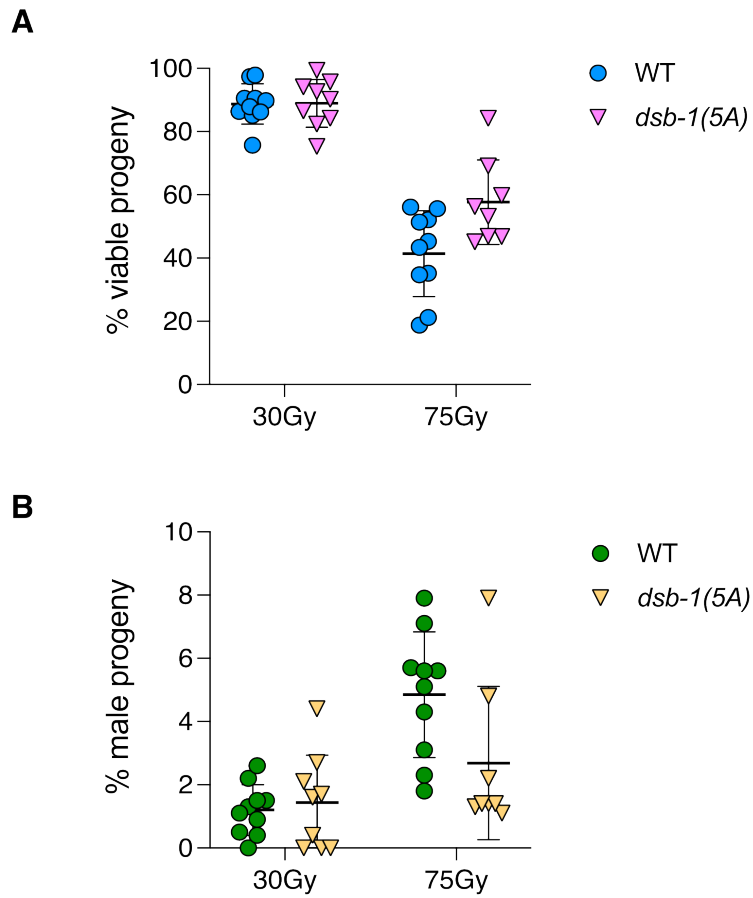 A
% viable progeny
100
80
60
40
20
0
30Gy
75Gy
WT
dsb-1(5A)
B
% male progeny
10
8
6
4
2
0
30Gy
75Gy
WT
dsb-1(5A)